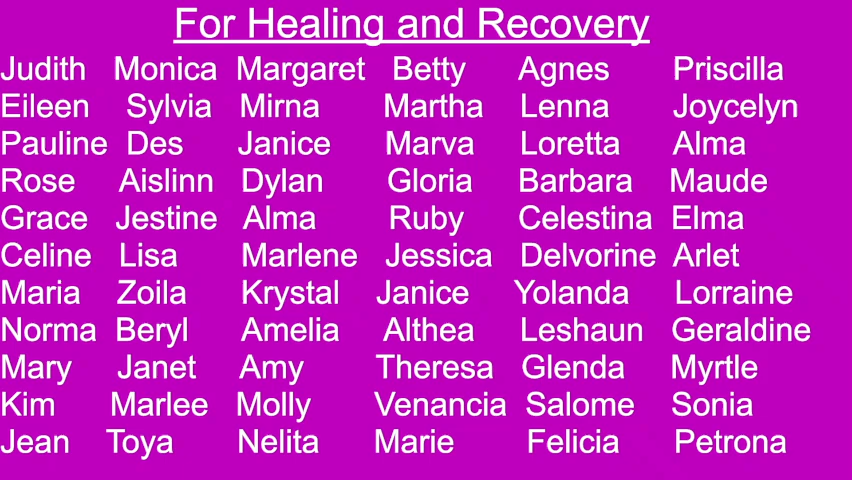 For Healing and Recovery
Judith Monica Margaret Betty Agnes Priscilla
Eileen Sylvia Mirna Martha Lenna Joycelyn
Pauline Des Janice Marva Loretta Alma
Rose Aislinn Dylan Gloria Barbara Maude
Grace Jestine Alma Ruby Celestina Elma
Celine Lisa Marlene Jessica Delvorine Arlet
Maria Zoila Krystal Janice Yolanda Lorraine
Norma Beryl Amelia Althea Leshaun Geraldine
Mary Janet Amy Theresa Glenda Myrtle
Kim Marlee Molly Venancia Salome Sonia
Jean Toya Nelita Marie Felicia Petrona